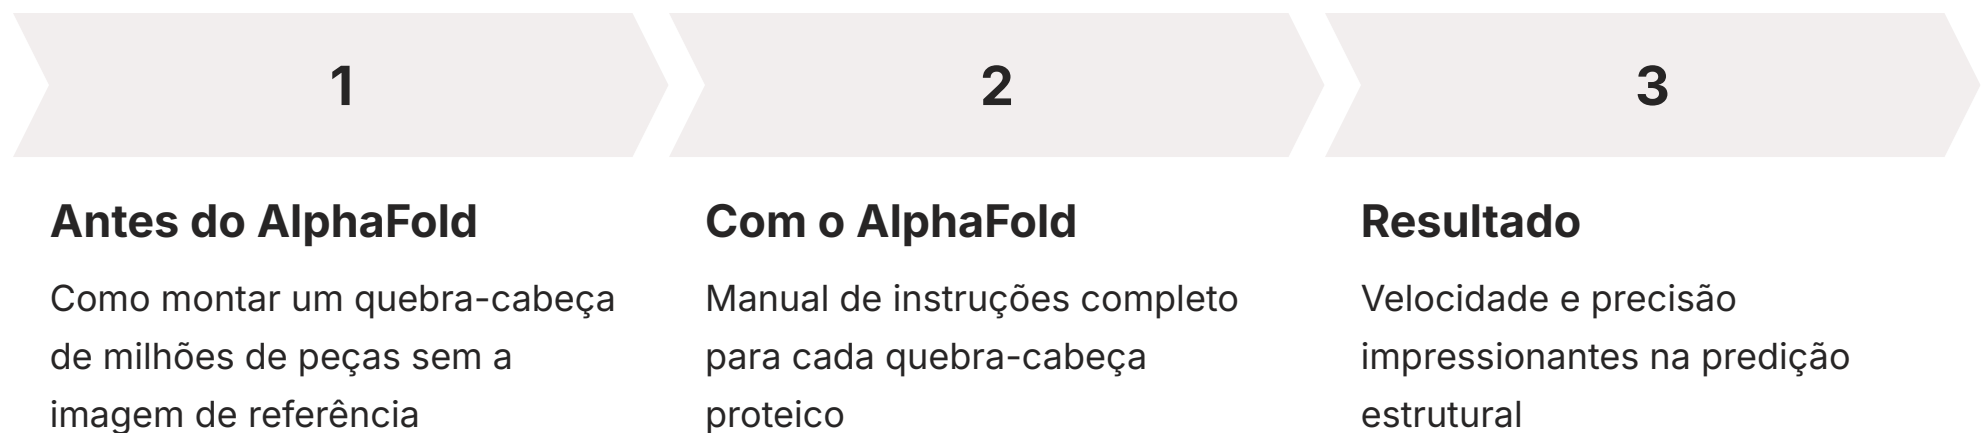 1
2
3
Antes do AlphaFold
Como montar um quebra-cabeça
de milhões de peças sem a
imagem de referência
Com o AlphaFold
Manual de instruções completo
para cada quebra-cabeça
proteico
Resultado
Velocidade e precisão
impressionantes na predição
estrutural